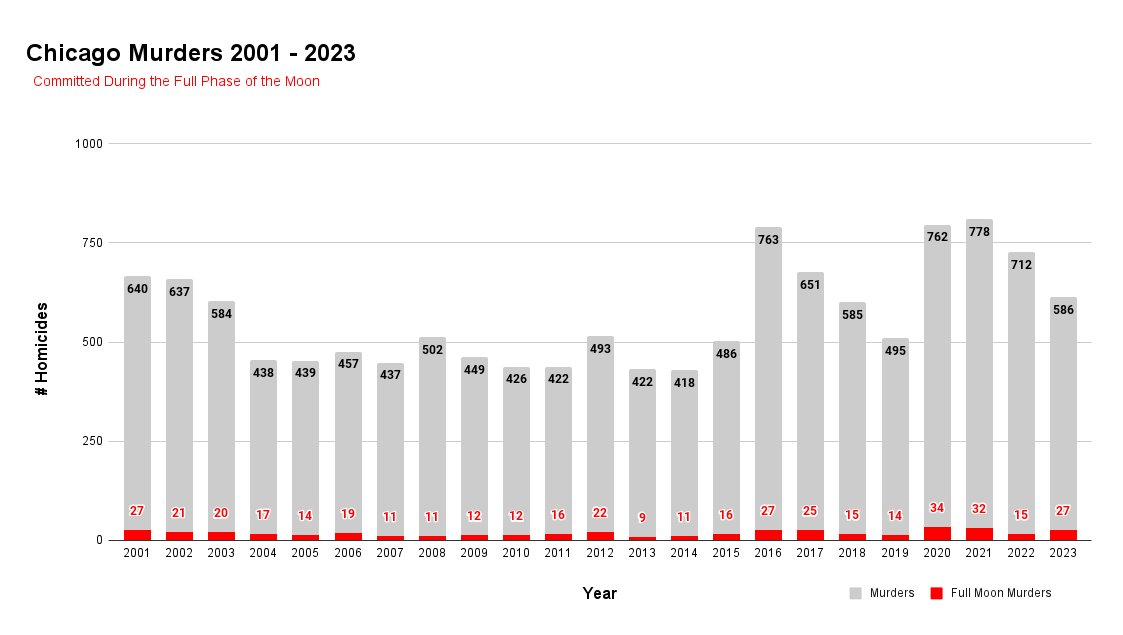 Chicago Murders 2001 - 2023
Committed During the Full Phase of the Moon
# Homicides
1000
750
500
250
0
640 637 584 438 439 457 437 502 449 426 422 493 422 418 486 763 651 585 495 762 778 712 586
27 21 20 17 14 19 11 11 12 12 16 22 9 11 16 27 25 15 14 34 32 15 27
2001 2002 2003 2004 2005 2006 2007 2008 2009 2010 2011 2012 2013 2014 2015 2016 2017 2018 2019 2020 2021 2022 2023
Year
Murders Full Moon Murders